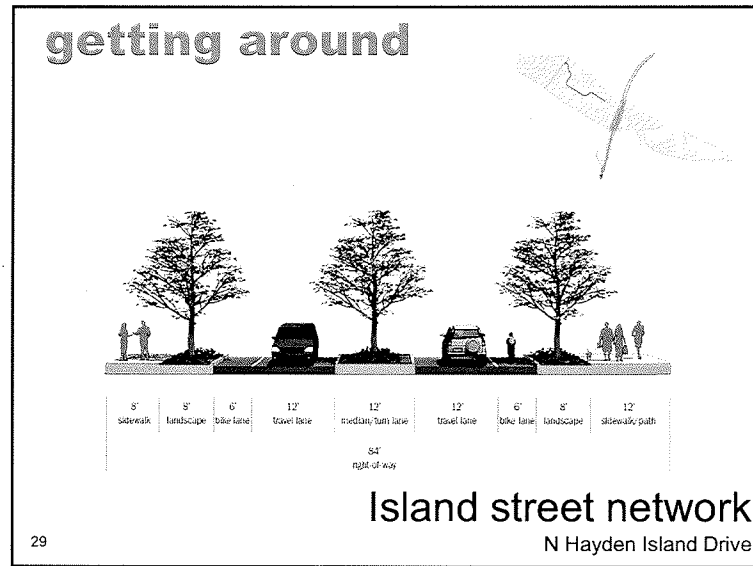 getting around
8' 8' 6' 12' 12' 12' 6' 8' 12'
sidewalk landscape bike lane travel lane median/turn lane travel lane bike lane landscape sidewalk/path
84'
right-of-way
Island street network
29 N Hayden Island Drive